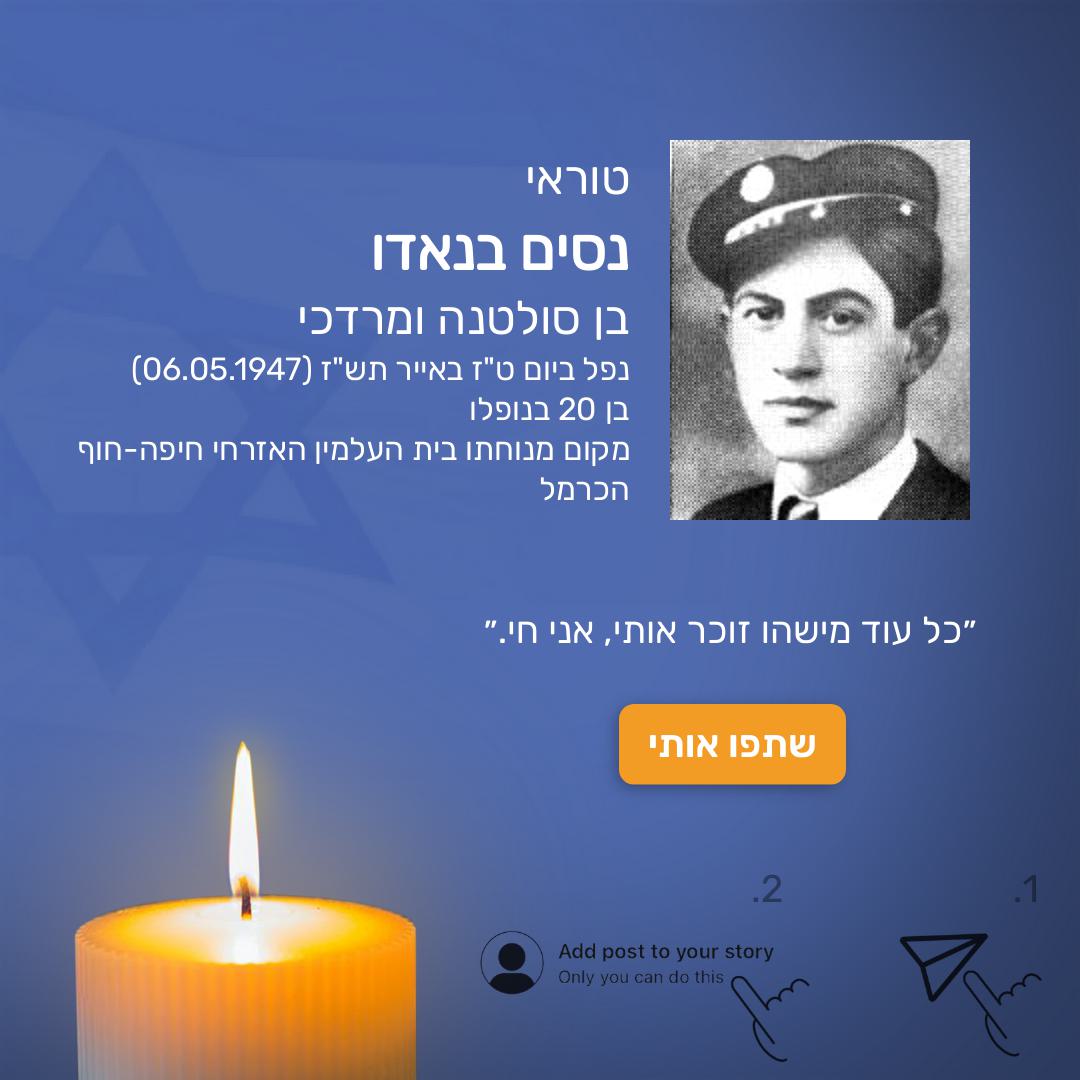 טוראי
נסים בנאדו
בן סולטנה ומרדכי
נפל ביום ט"ז באייר תש"ז (06.05.1947)
בן 20 בנופלו
מקום מנוחתו בית העלמין האזרחי חיפה-חוף
הכרמל
״כל עוד מישהו זוכר אותי, אני חי.״
שתפו אותי
.1
.2
Add post to your story
Only you can do this